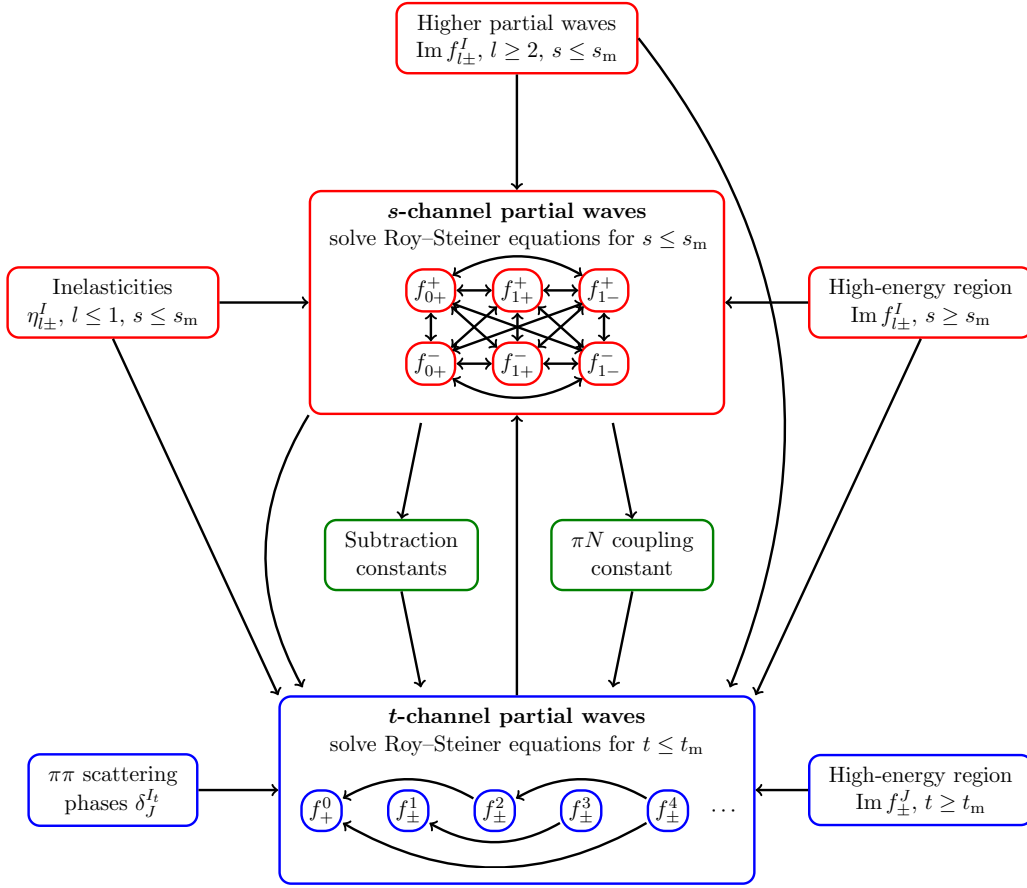 Higher partial waves
Im f^I_{l±}, l ≥ 2, s ≤ s_m
s-channel partial waves
solve Roy–Steiner equations for s ≤ s_m
f^+_{0+} f^+_{1+} f^+_{1−}
f^−_{0+} f^−_{1+} f^−_{1−}
Inelasticities
η^I_{l±}, l ≤ 1, s ≤ s_m
High-energy region
Im f^I_{l±}, s ≥ s_m
Subtraction
constants
πN coupling
constant
t-channel partial waves
solve Roy–Steiner equations for t ≤ t_m
f^0_+ f^1_± f^2_± f^3_± f^4_± ⋯
ππ scattering
phases δ^{I_t}_J
High-energy region
Im f^J_±, t ≥ t_m